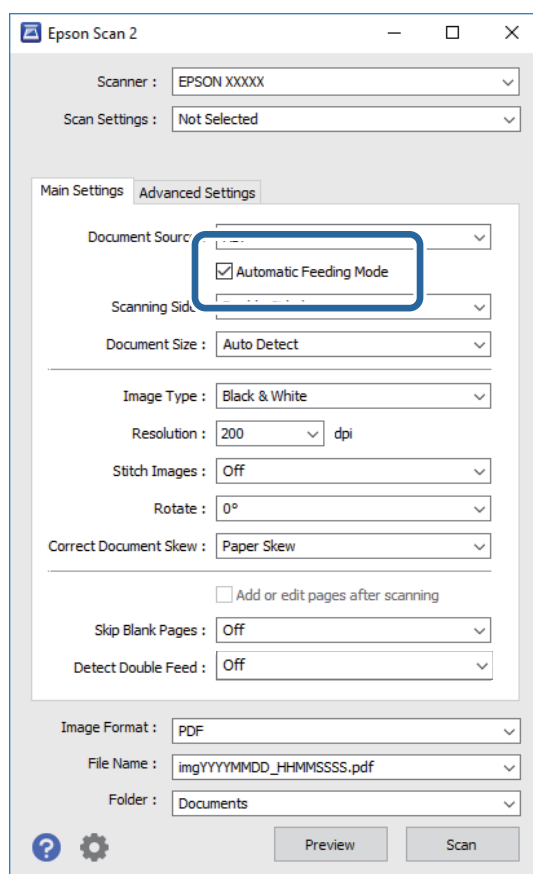 Epson Scan 2
Scanner : EPSON XXXXX
Scan Settings : Not Selected
Main Settings Advanced Settings
Document Source
Automatic Feeding Mode
Scanning Side
Document Size : Auto Detect
Image Type : Black & White
Resolution : 200 dpi
Stitch Images : Off
Rotate : 0°
Correct Document Skew : Paper Skew
Add or edit pages after scanning
Skip Blank Pages : Off
Detect Double Feed : Off
Image Format : PDF
File Name : imgYYYYMMDD_HHMMSSSS.pdf
Folder : Documents
? Preview Scan